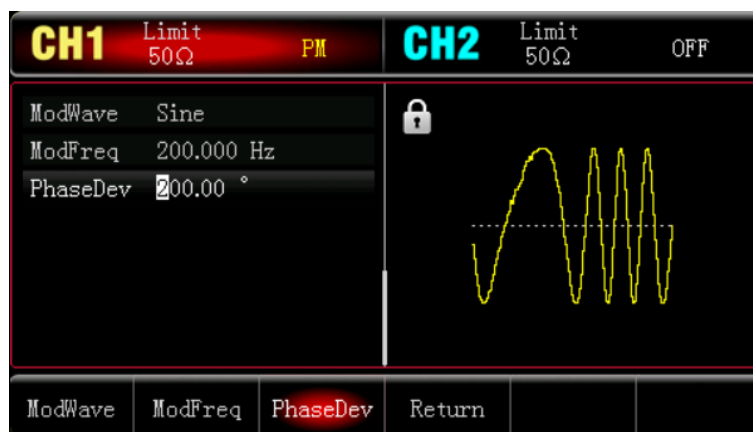 CH1 Limit 50Ω PM CH2 Limit 50Ω OFF
ModWave Sine
ModFreq 200.000 Hz
PhaseDev 200.00 °
ModWave ModFreq PhaseDev Return